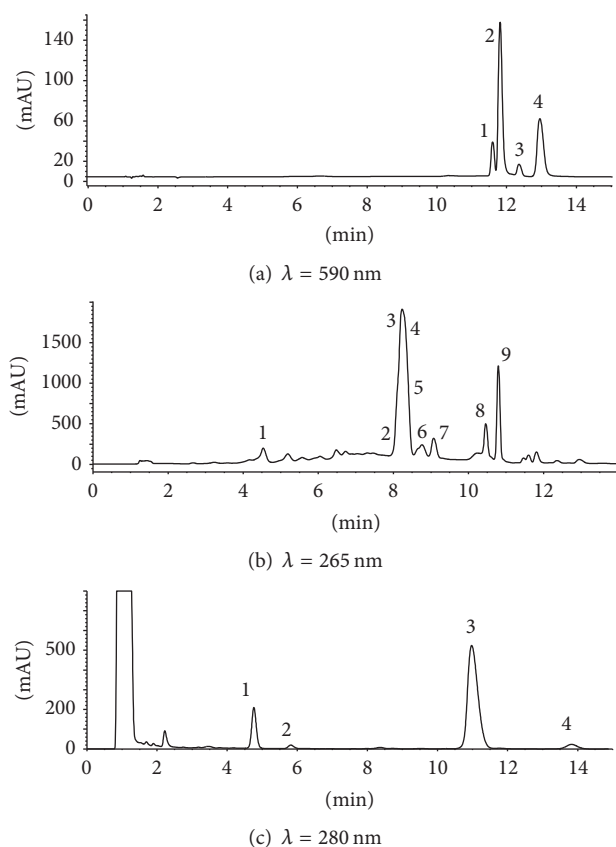 140
100
60
20
0
(mAU)
1
2
3
4
0 2 4 6 8 10 12 14
(min)
(a) λ = 590 nm
1500
1000
500
0
(mAU)
1
2
3
4
5
6
7
8
9
0 2 4 6 8 10 12
(min)
(b) λ = 265 nm
500
200
0
(mAU)
1
2
3
4
0 2 4 6 8 10 12 14
(min)
(c) λ = 280 nm